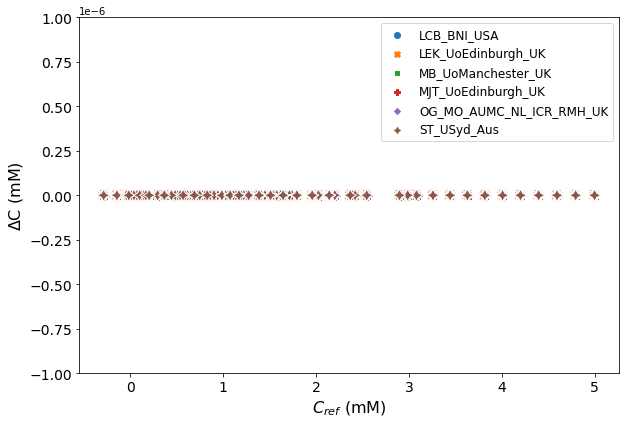 1e−6
1.00
0.75
0.50
0.25
0.00
−0.25
−0.50
−0.75
−1.00
ΔC (mM)
LCB_BNI_USA
LEK_UoEdinburgh_UK
MB_UoManchester_UK
MJT_UoEdinburgh_UK
OG_MO_AUMC_NL_ICR_RMH_UK
ST_USyd_Aus
0 1 2 3 4 5
C_ref (mM)